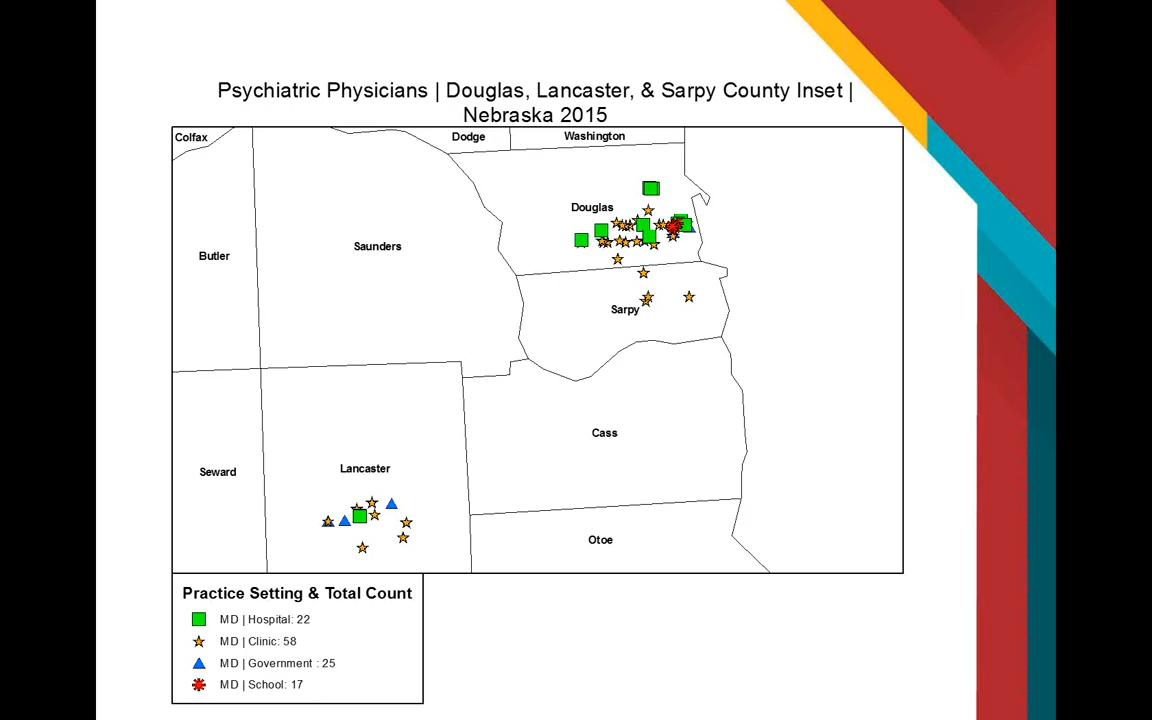 Psychiatric Physicians | Douglas, Lancaster, & Sarpy County Inset |
Nebraska 2015
Colfax
Dodge
Washington
Douglas
Saunders
Butler
Sarpy
Cass
Lancaster
Seward
Otoe
Practice Setting & Total Count
MD | Hospital: 22
MD | Clinic: 58
MD | Government : 25
MD | School: 17